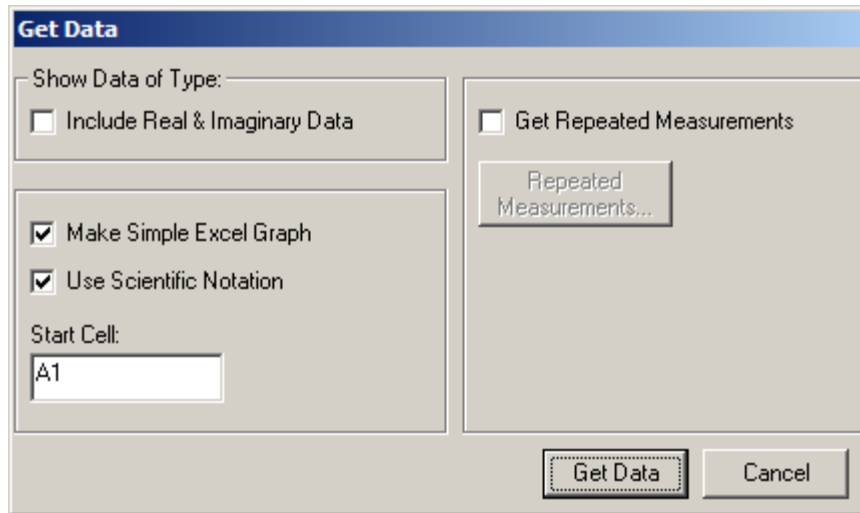 Get Data
Show Data of Type:
Include Real & Imaginary Data
Make Simple Excel Graph
Use Scientific Notation
Start Cell:
A1
Get Repeated Measurements
Repeated
Measurements...
Get Data
Cancel